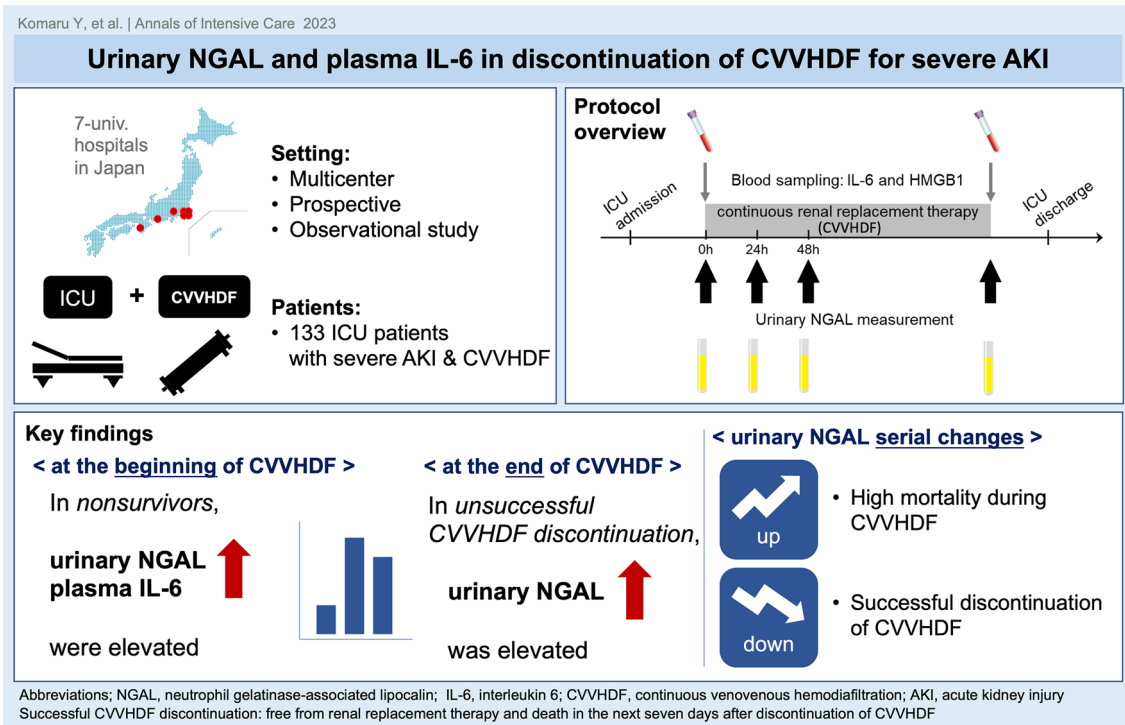 Komaru Y, et al. | Annals of Intensive Care 2023
Urinary NGAL and plasma IL-6 in discontinuation of CVVHDF for severe AKI
7-univ.
hospitals
in Japan
Setting:
• Multicenter
• Prospective
• Observational study
ICU
+
CVVHDF
Patients:
• 133 ICU patients
with severe AKI & CVVHDF
Protocol
overview
Blood sampling: IL-6 and HMGB1
ICU
admission
continuous renal replacement therapy
(CVVHDF)
ICU
discharge
0h
24h
48h
Urinary NGAL measurement
Key findings
< at the beginning of CVVHDF >
In nonsurvivors,
urinary NGAL
plasma IL-6
were elevated
< at the end of CVVHDF >
In unsuccessful
CVVHDF discontinuation,
urinary NGAL
was elevated
< urinary NGAL serial changes >
up
• High mortality during
CVVHDF
down
• Successful discontinuation
of CVVHDF
Abbreviations; NGAL, neutrophil gelatinase-associated lipocalin; IL-6, interleukin 6; CVVHDF, continuous venovenous hemodiafiltration; AKI, acute kidney injury
Successful CVVHDF discontinuation: free from renal replacement therapy and death in the next seven days after discontinuation of CVVHDF